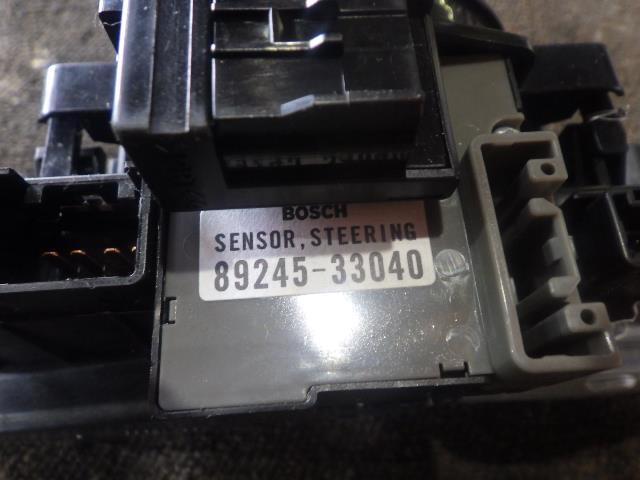 BOSCH
SENSOR, STEERING
89245-33040